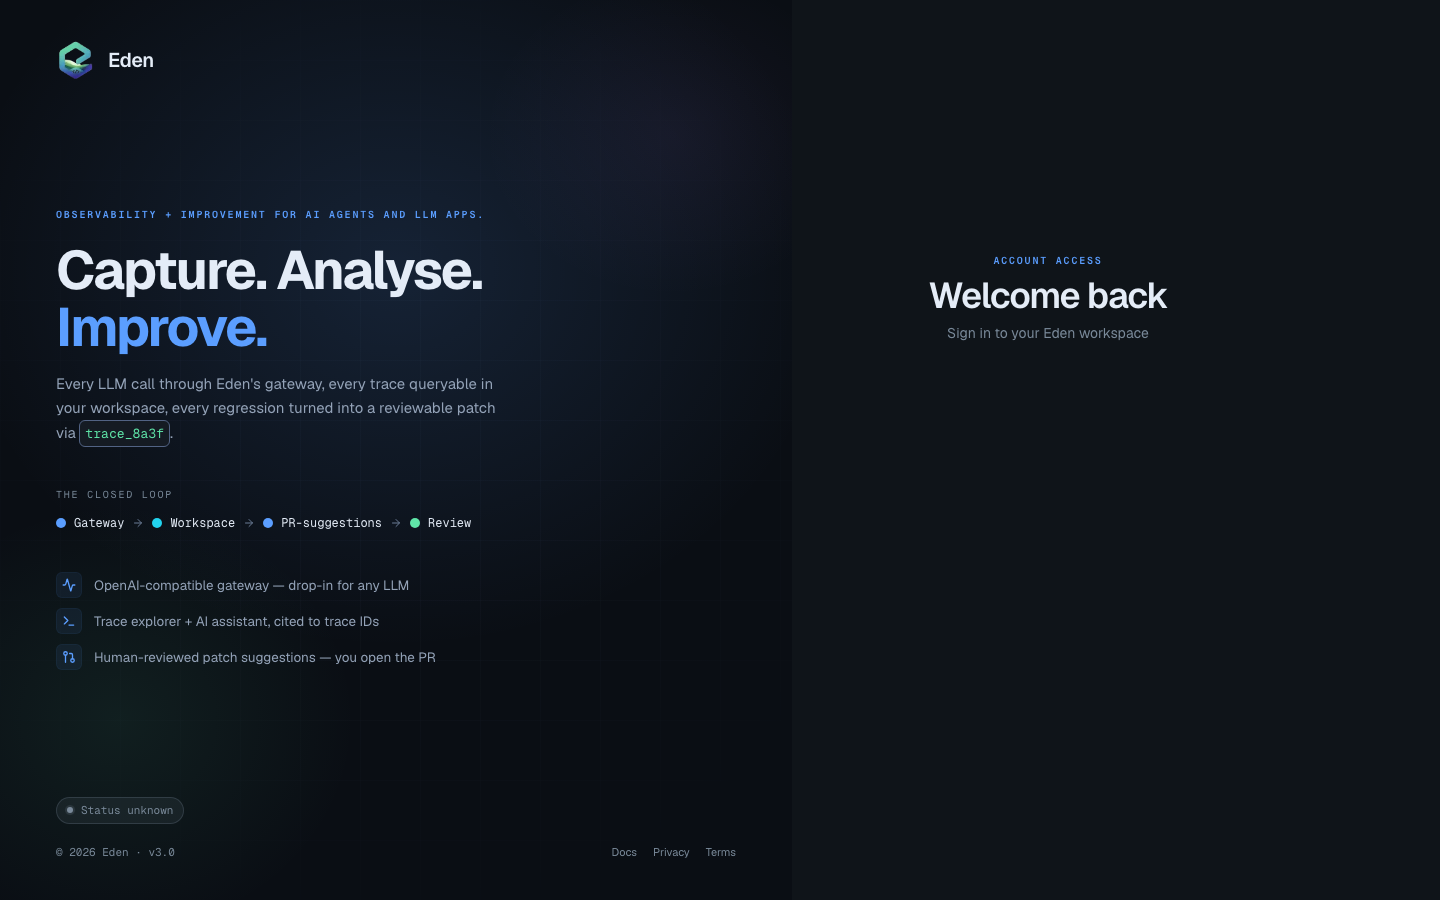 Eden
OBSERVABILITY + IMPROVEMENT FOR AI AGENTS AND LLM APPS.
Capture. Analyse.
Improve.
Every LLM call through Eden's gateway, every trace queryable in
your workspace, every regression turned into a reviewable patch
via trace_8a3f.
THE CLOSED LOOP
Gateway → Workspace → PR-suggestions → Review
OpenAI-compatible gateway — drop-in for any LLM
Trace explorer + AI assistant, cited to trace IDs
Human-reviewed patch suggestions — you open the PR
Status unknown
© 2026 Eden · v3.0
Docs Privacy Terms
ACCOUNT ACCESS
Welcome back
Sign in to your Eden workspace